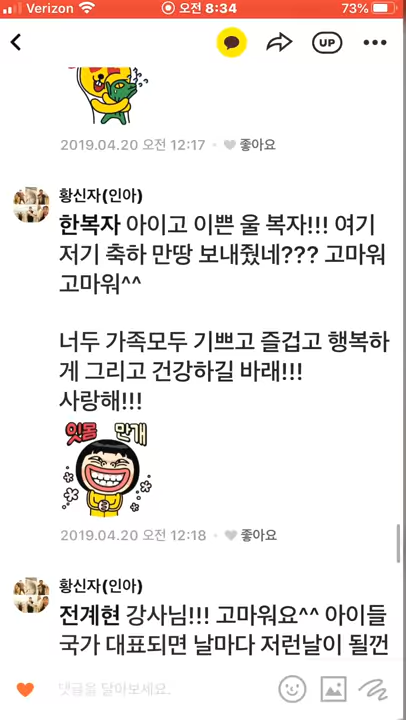 Verizon 오전 8:34 73%
UP
2019.04.20 오전 12:17 좋아요
황신자(인아)
한복자 아이고 이쁜 울 복자!!! 여기
저기 축하 만땅 보내줬네??? 고마워
고마워^^
너두 가족모두 기쁘고 즐겁고 행복하
게 그리고 건강하길 바래!!!
사랑해!!!
잇몸 만개
2019.04.20 오전 12:18 좋아요
황신자(인아)
전계현 강사님!!! 고마워요^^ 아이들
국가 대표되면 날마다 저런날이 될껀
댓글을 달아보세요.